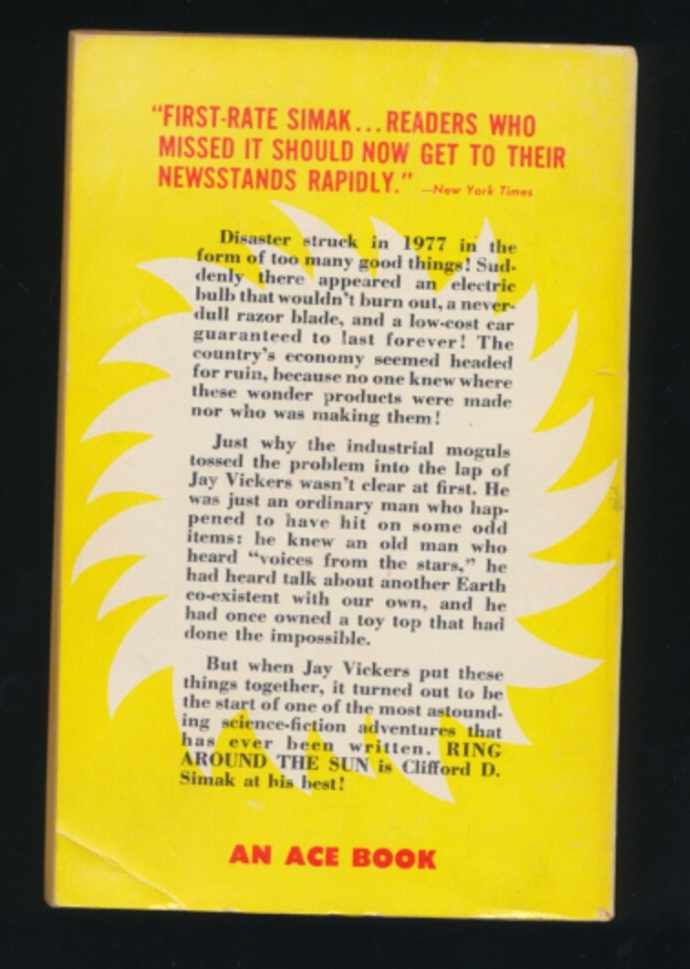 “FIRST-RATE SIMAK...READERS WHO
MISSED IT SHOULD NOW GET TO THEIR
NEWSSTANDS RAPIDLY.” —New York Times
Disaster struck in 1977 in the
form of too many good things! Sud-
denly there appeared an electric
bulb that wouldn’t burn out, a never-
dull razor blade, and a low-cost car
guaranteed to last forever! The
country’s economy seemed headed
for ruin, because no one knew where
these wonder products were made
nor who was making them!
Just why the industrial moguls
tossed the problem into the lap of
Jay Vickers wasn’t clear at first. He
was just an ordinary man who hap-
pened to have hit on some odd
items: he knew an old man who
heard “voices from the stars,” he
had heard talk about another Earth
co-existent with our own, and he
had once owned a toy top that had
done the impossible.
But when Jay Vickers put these
things together, it turned out to be
the start of one of the most astound-
ing science-fiction adventures that
has ever been written. RING
AROUND THE SUN is Clifford D.
Simak at his best!
AN ACE BOOK